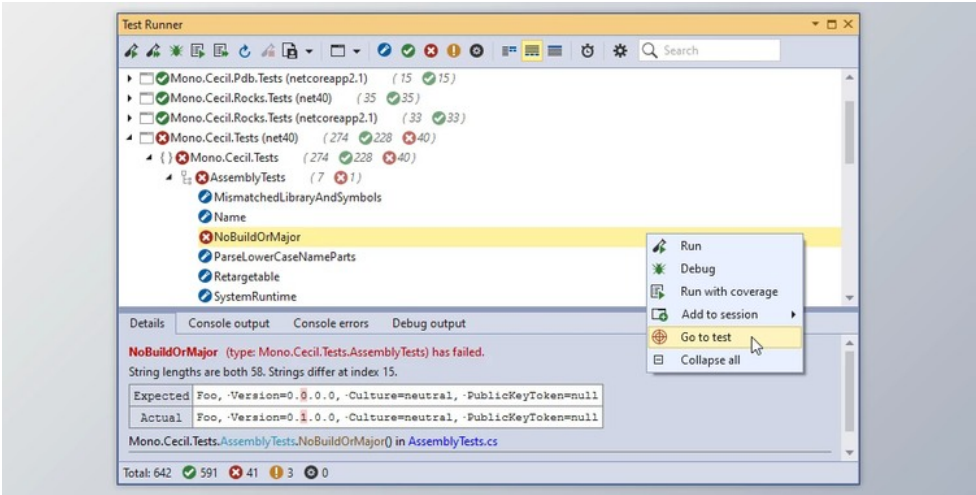 Test Runner
Search
Mono.Cecil.Pdb.Tests (netcoreapp2.1) (15 15)
Mono.Cecil.Rocks.Tests (net40) (35 35)
Mono.Cecil.Rocks.Tests (netcoreapp2.1) (33 33)
Mono.Cecil.Tests (net40) (274 228 40)
{ } Mono.Cecil.Tests (274 228 40)
AssemblyTests (7 1)
MismatchedLibraryAndSymbols
Name
NoBuildOrMajor
ParseLowerCaseNameParts
Retargetable
SystemRuntime
Run
Debug
Run with coverage
Add to session
Go to test
Collapse all
Details Console output Console errors Debug output
NoBuildOrMajor (type: Mono.Cecil.Tests.AssemblyTests) has failed.
String lengths are both 58. Strings differ at index 15.
Expected Foo,·Version=0.0.0.0,·Culture=neutral,·PublicKeyToken=null
Actual Foo,·Version=0.1.0.0,·Culture=neutral,·PublicKeyToken=null
Mono.Cecil.Tests.AssemblyTests.NoBuildOrMajor() in AssemblyTests.cs
Total: 642 591 41 3 0